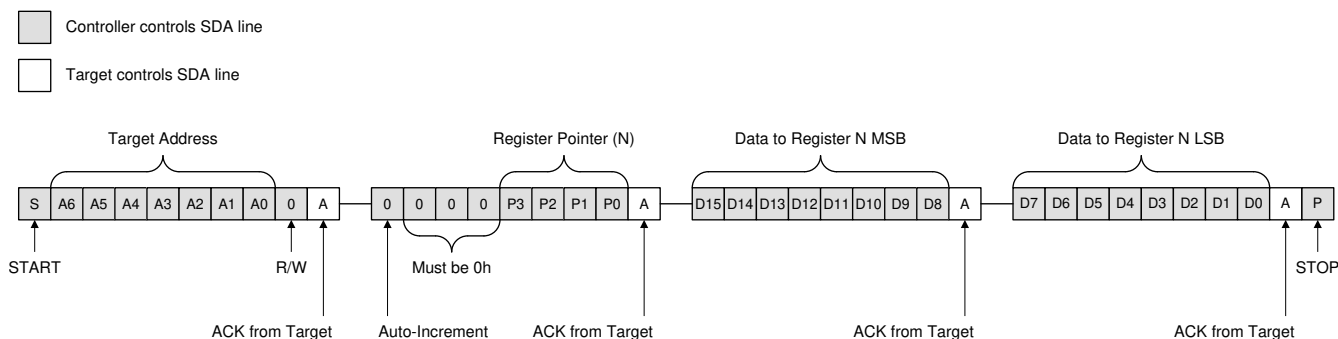 Controller controls SDA line
Target controls SDA line
Target Address Register Pointer (N) Data to Register N MSB Data to Register N LSB
S A6 A5 A4 A3 A2 A1 A0 0 A 0 0 0 0 P3 P2 P1 P0 A D15 D14 D13 D12 D11 D10 D9 D8 A D7 D6 D5 D4 D3 D2 D1 D0 A P
START R/W Must be 0h STOP
ACK from Target Auto-Increment ACK from Target ACK from Target ACK from Target